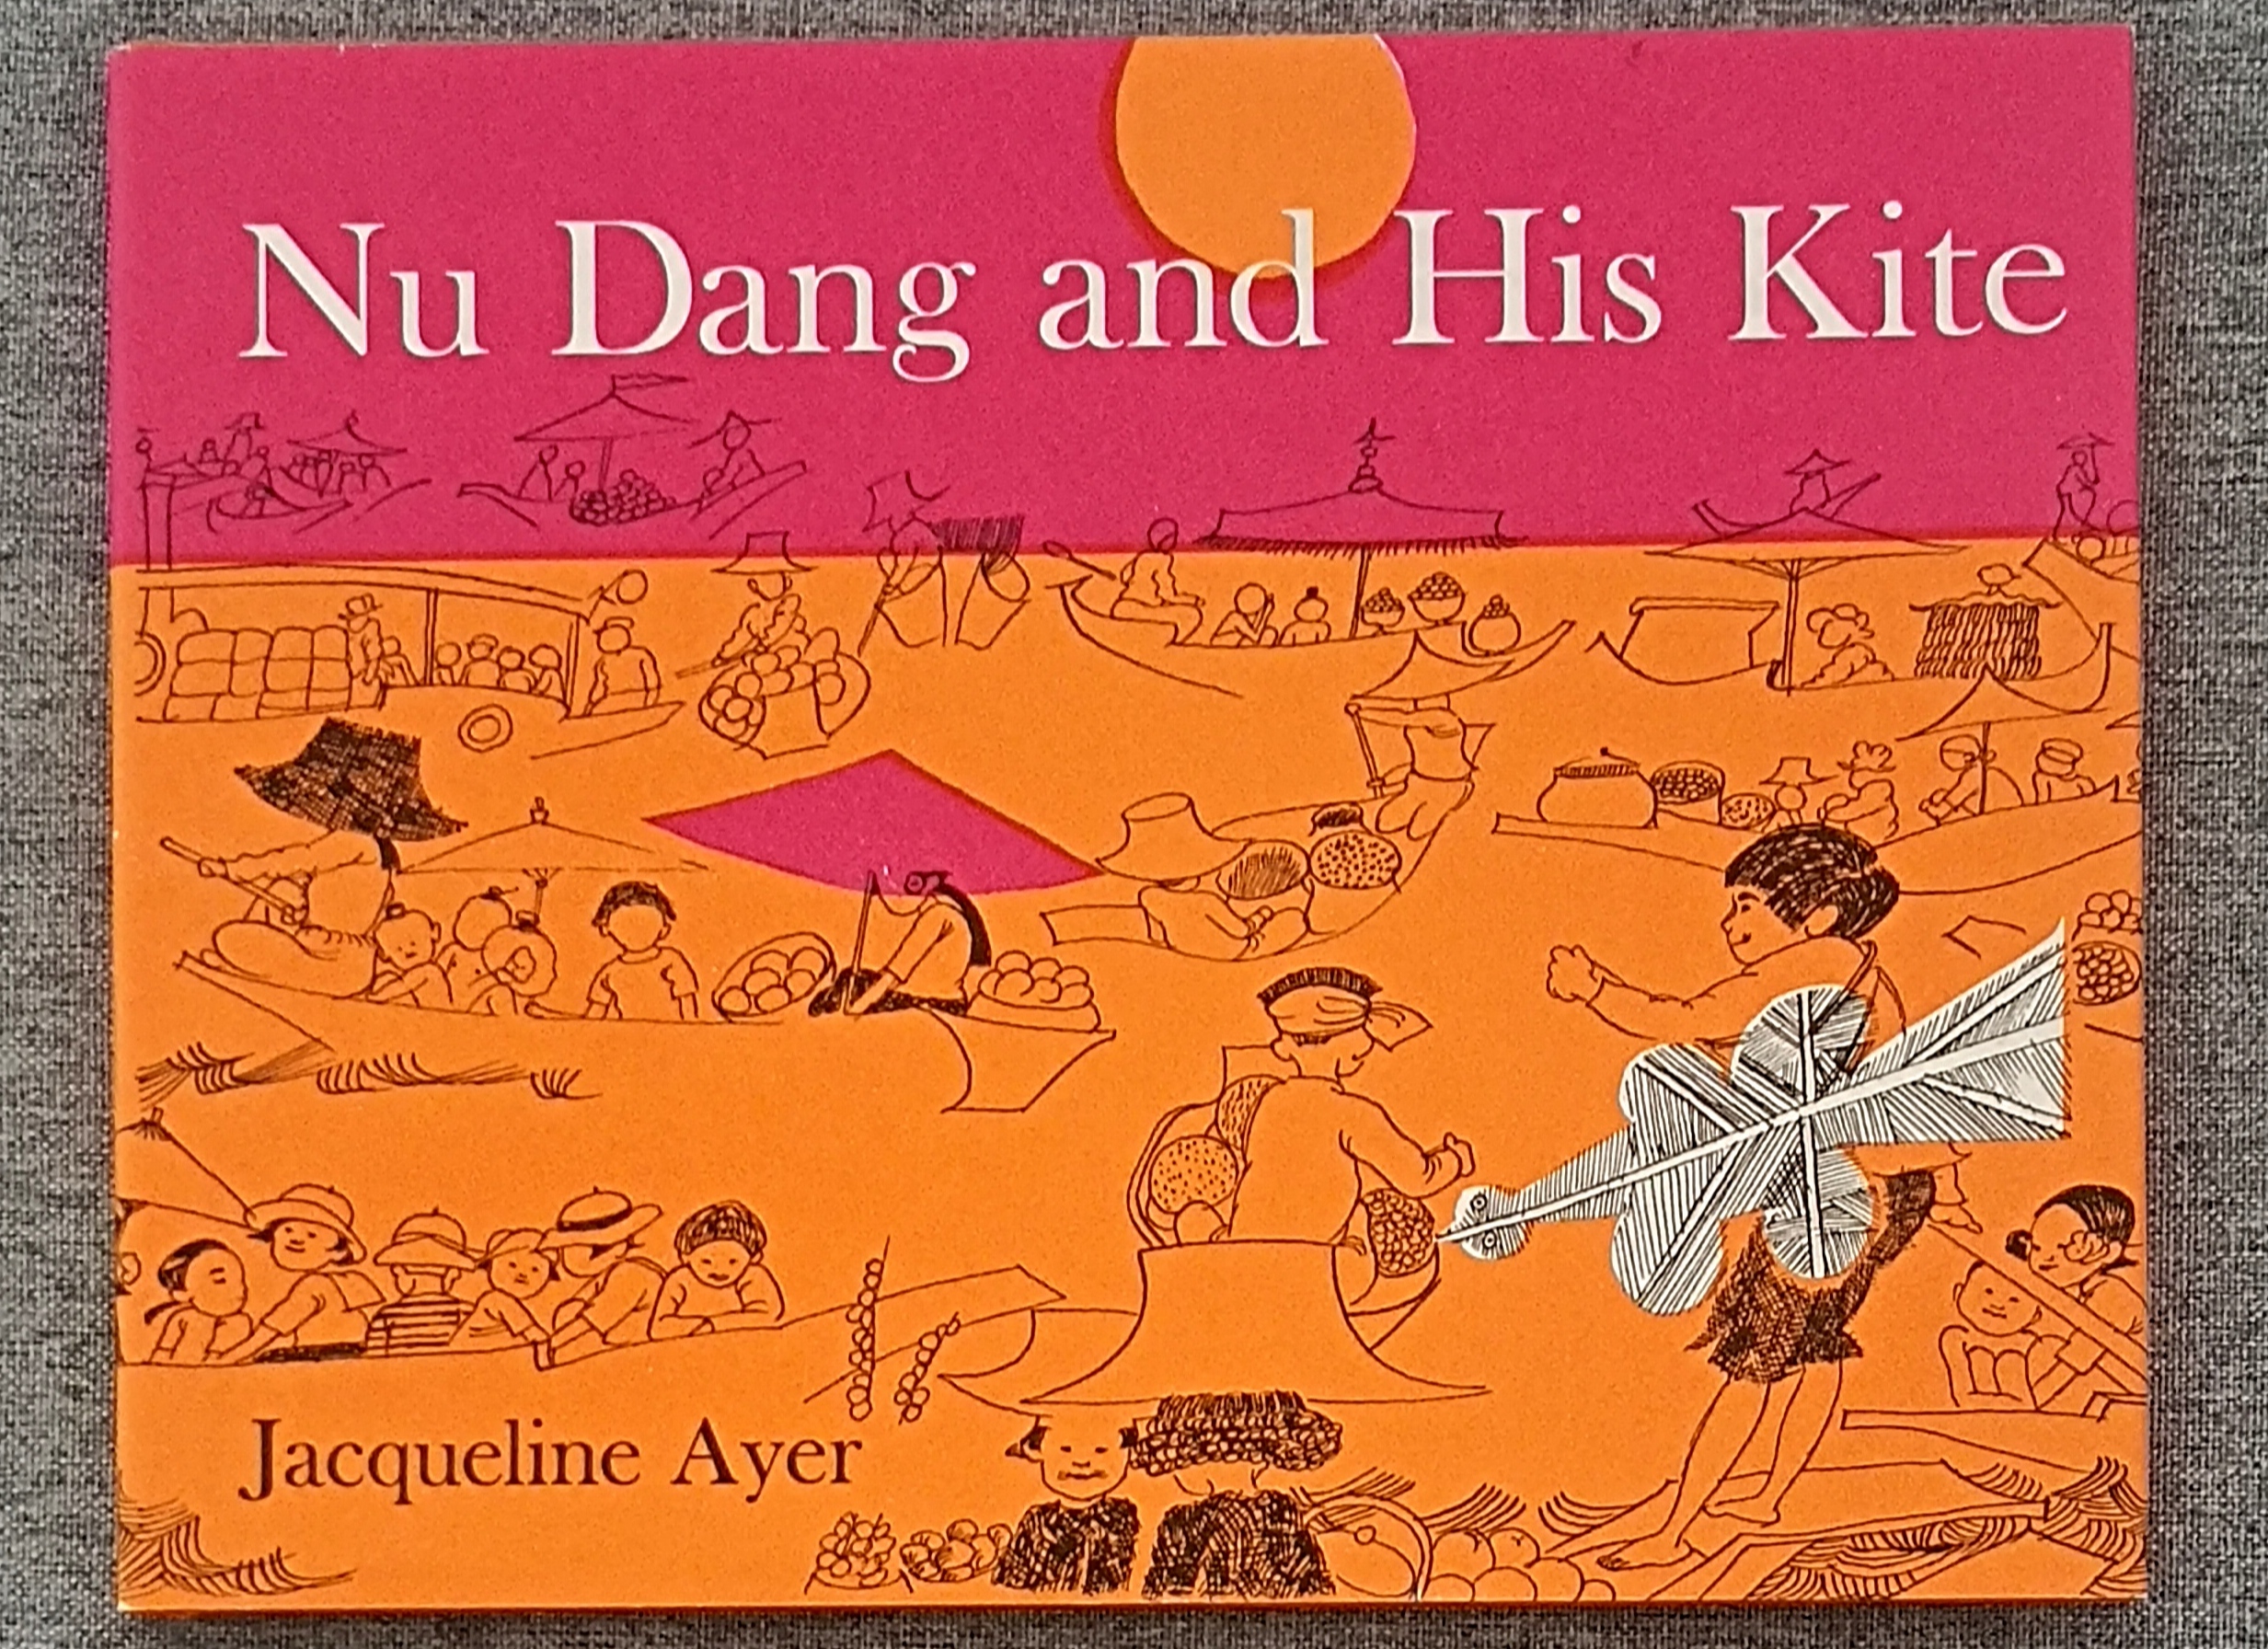 Nu Dang and His Kite
Jacqueline Ayer